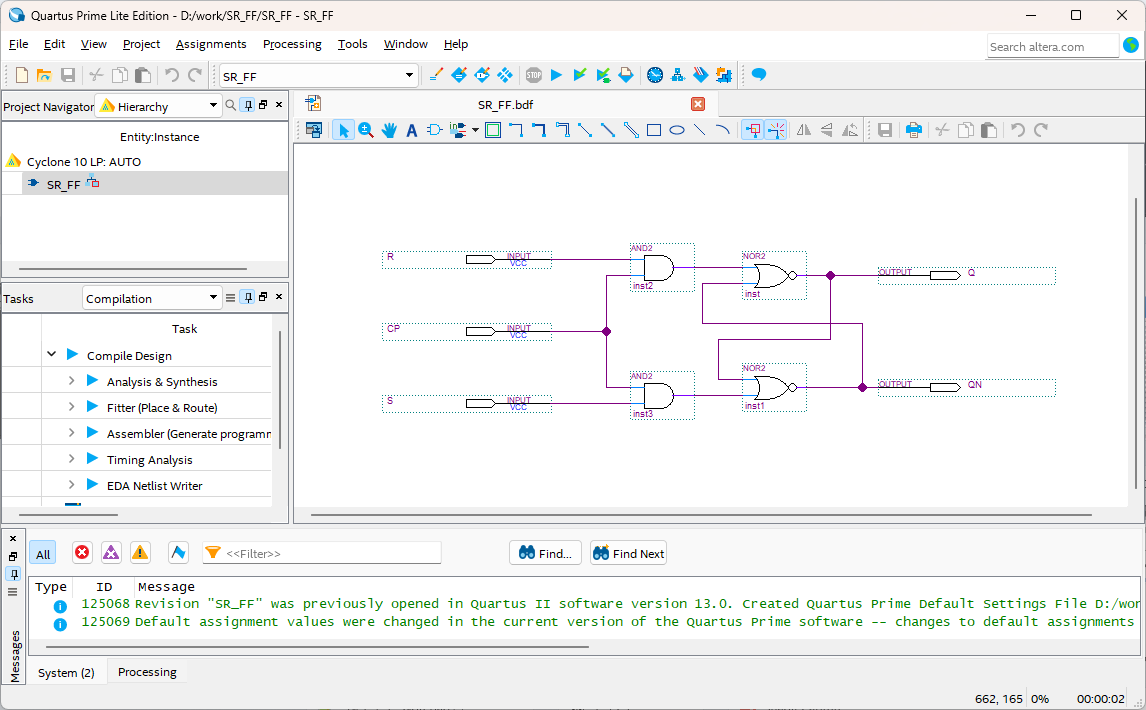 Quartus Prime Lite Edition - D:/work/SR_FF/SR_FF - SR_FF
File Edit View Project Assignments Processing Tools Window Help
Search altera.com
SR_FF
STOP
Project Navigator Hierarchy
SR_FF.bdf
Entity:Instance
Cyclone 10 LP: AUTO
SR_FF
R INPUT VCC
AND2
inst2
NOR2
inst
OUTPUT Q
CP INPUT VCC
S INPUT VCC
AND2
inst3
NOR2
inst1
OUTPUT QN
Tasks Compilation
Task
Compile Design
Analysis & Synthesis
Fitter (Place & Route)
Assembler (Generate programm
Timing Analysis
EDA Netlist Writer
All <<Filter>> Find... Find Next
Type ID Message
125068 Revision "SR_FF" was previously opened in Quartus II software version 13.0. Created Quartus Prime Default Settings File D:/wor
125069 Default assignment values were changed in the current version of the Quartus Prime software -- changes to default assignments
Messages
System (2) Processing
662, 165 0% 00:00:02